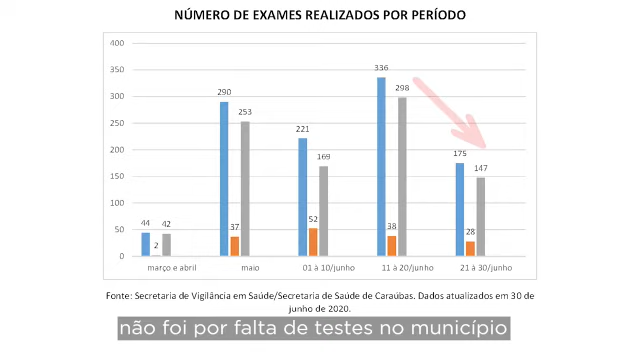 NÚMERO DE EXAMES REALIZADOS POR PERÍODO
400
350
300
250
200
150
100
50
0
44
2
42
290
37
253
221
52
169
336
38
298
175
28
147
março e abril
maio
01 à 10/junho
11 à 20/junho
21 à 30/junho
Fonte: Secretaria de Vigilância em Saúde/Secretaria de Saúde de Caraúbas. Dados atualizados em 30 de
junho de 2020.
não foi por falta de testes no município